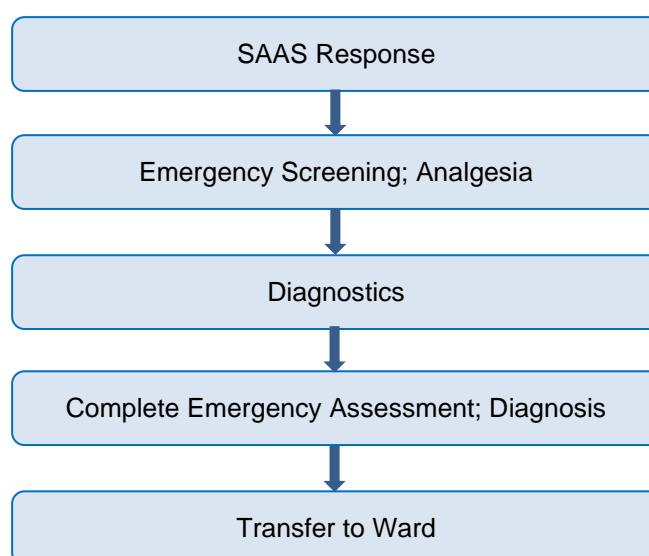 SAAS Response
Emergency Screening; Analgesia
Diagnostics
Complete Emergency Assessment; Diagnosis
Transfer to Ward